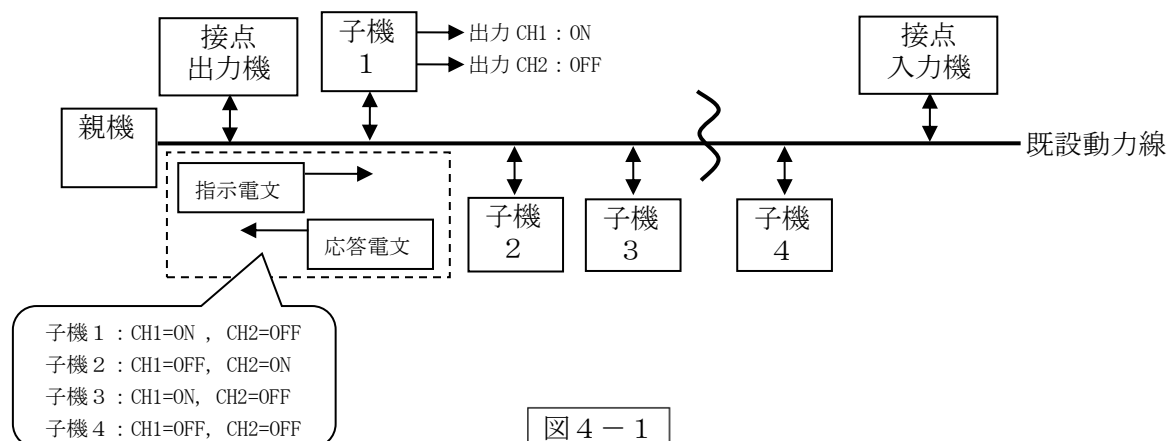 接点
出力機
子機
1
出力 CH1：ON
出力 CH2：OFF
接点
入力機
親機
既設動力線
指示電文
応答電文
子機
２
子機
３
子機
４
子機１：CH1=ON , CH2=OFF
子機２：CH1=OFF, CH2=ON
子機３：CH1=ON, CH2=OFF
子機４：CH1=OFF, CH2=OFF
図４－１